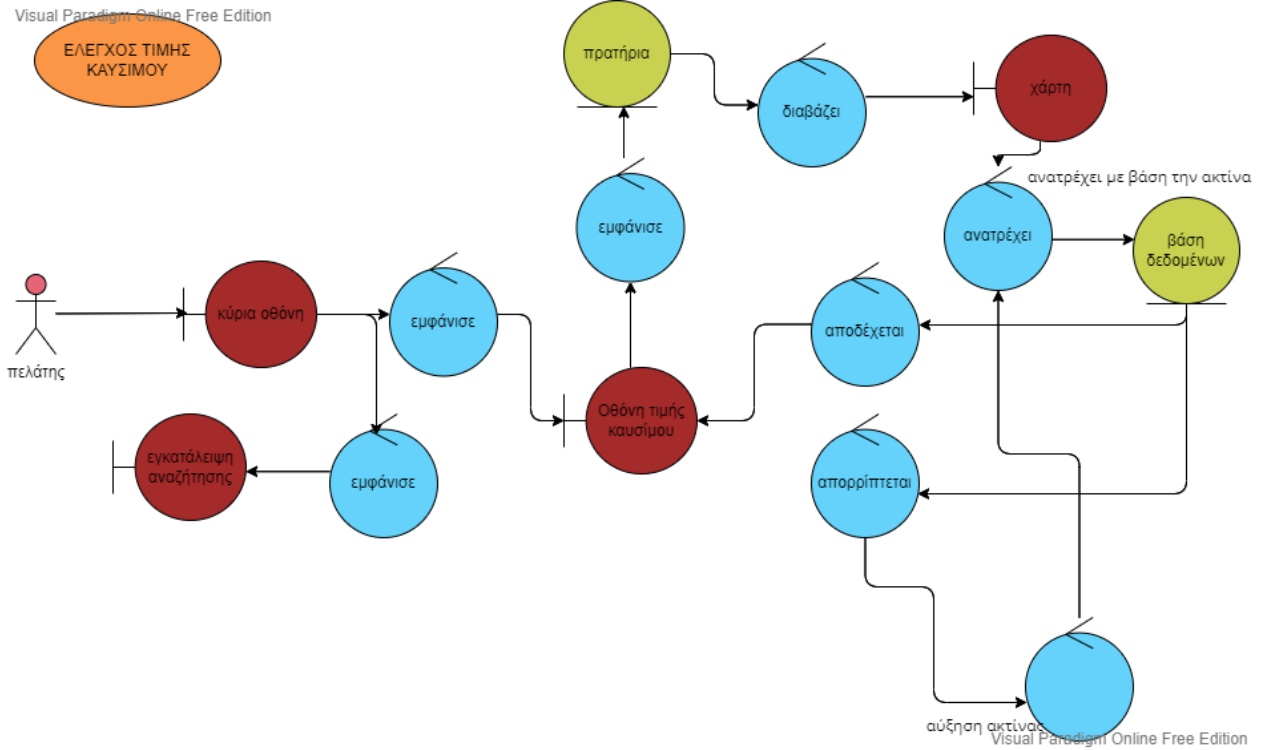 Visual Paradigm Online Free Edition
ΕΛΕΓΧΟΣ ΤΙΜΗΣ
ΚΑΥΣΙΜΟΥ
πρατήρια
διαβάζει
χάρτη
ανατρέχει με βάση την ακτίνα
εμφάνισε
ανατρέχει
βάση
δεδομένων
κύρια οθόνη
εμφάνισε
αποδέχεται
πελάτης
Οθόνη τιμής
καυσίμου
εγκατάλειψη
αναζήτησης
εμφάνισε
απορρίπτεται
αύξηση ακτίνας
Visual Paradigm Online Free Edition